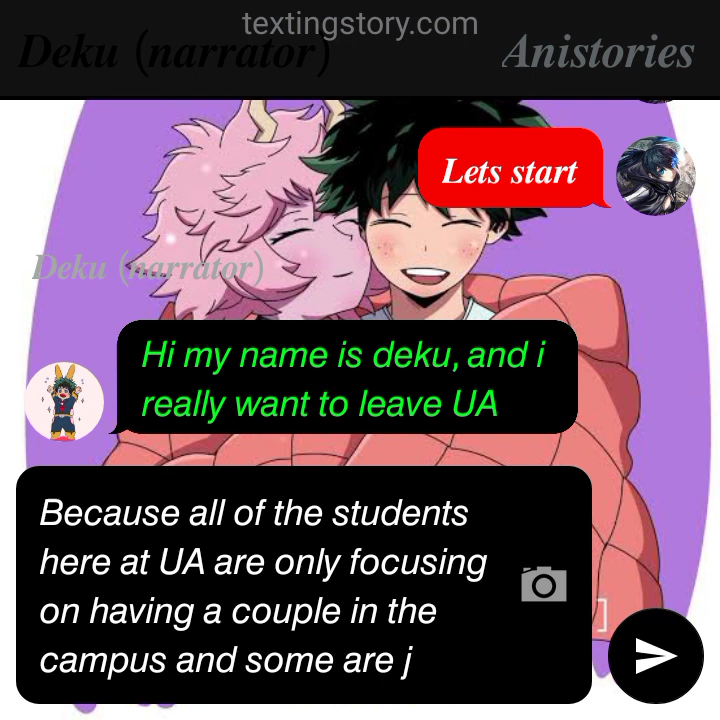 textingstory.com
Deku (narrator)
Anistories
Lets start
Deku (narrator)
Hi my name is deku, and i
really want to leave UA
Because all of the students
here at UA are only focusing
on having a couple in the
campus and some are j